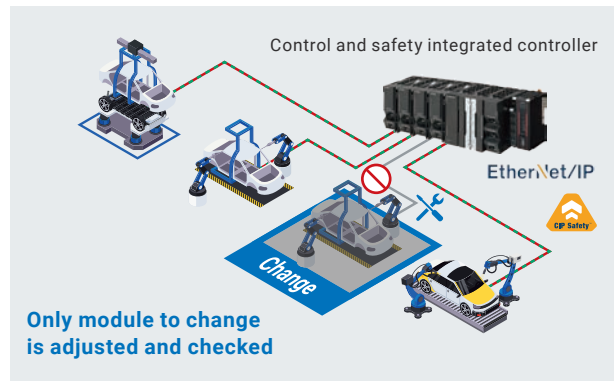 Control and safety integrated controller
EtherNet/IP
CIP Safety
Change
Only module to change
is adjusted and checked